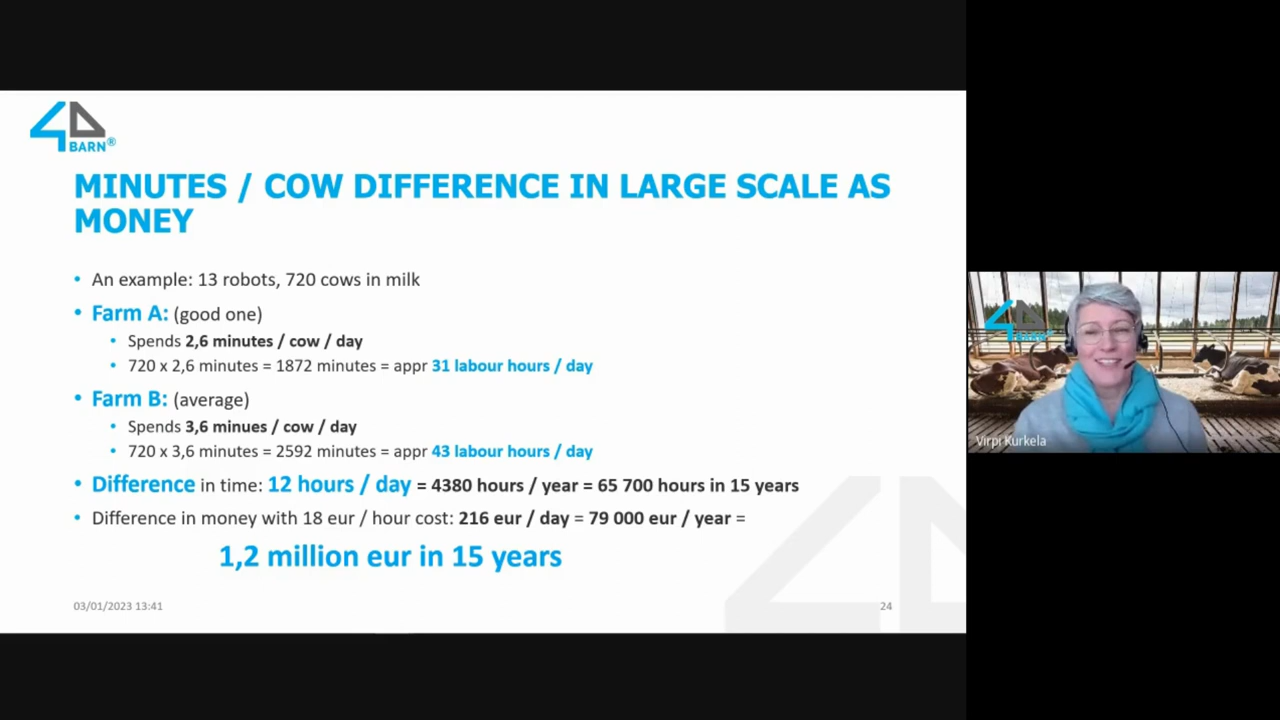 4D
BARN®
MINUTES / COW DIFFERENCE IN LARGE SCALE AS
MONEY
• An example: 13 robots, 720 cows in milk
• Farm A: (good one)
• Spends 2,6 minutes / cow / day
• 720 x 2,6 minutes = 1872 minutes = appr 31 labour hours / day
• Farm B: (average)
• Spends 3,6 minues / cow / day
• 720 x 3,6 minutes = 2592 minutes = appr 43 labour hours / day
• Difference in time: 12 hours / day = 4380 hours / year = 65 700 hours in 15 years
• Difference in money with 18 eur / hour cost: 216 eur / day = 79 000 eur / year =
1,2 million eur in 15 years
03/01/2023 13:41
24
4D
BARN
Virpi Kurkela